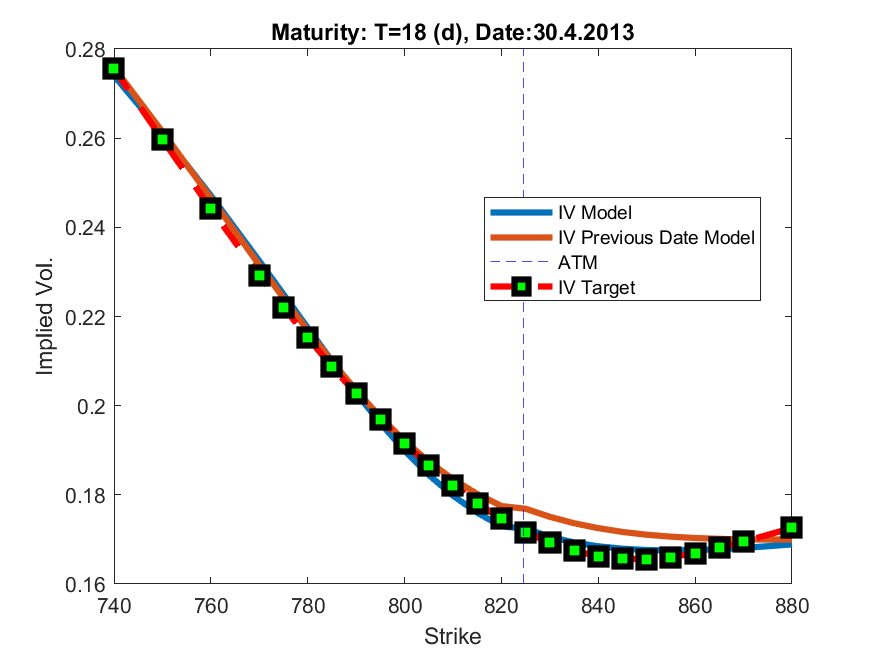 Maturity: T=18 (d), Date:30.4.2013
0.28
0.26
0.24
0.22
0.2
0.18
0.16
Implied Vol.
IV Model
IV Previous Date Model
ATM
IV Target
740 760 780 800 820 840 860 880
Strike